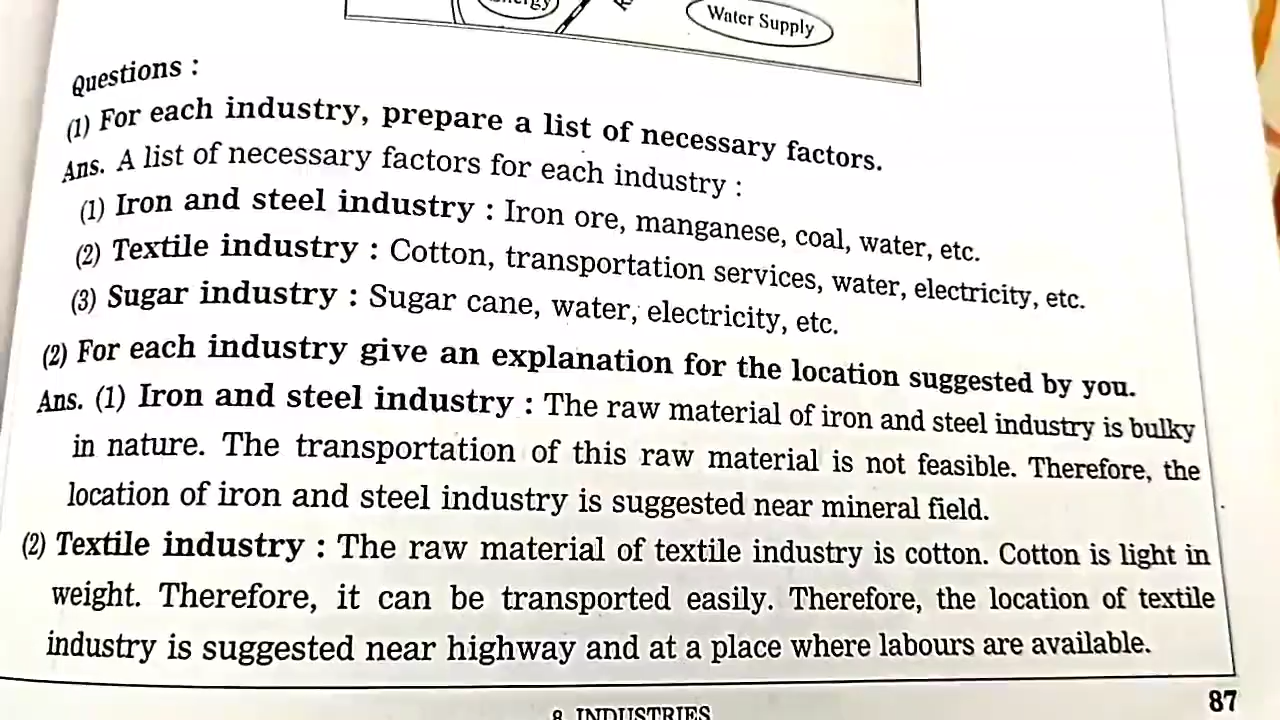 Water Supply
Questions :
(1) For each industry, prepare a list of necessary factors.
Ans. A list of necessary factors for each industry :
(1) Iron and steel industry : Iron ore, manganese, coal, water, etc.
(2) Textile industry : Cotton, transportation services, water, electricity, etc.
(3) Sugar industry : Sugar cane, water, electricity, etc.
(2) For each industry give an explanation for the location suggested by you.
Ans. (1) Iron and steel industry : The raw material of iron and steel industry is bulky
in nature. The transportation of this raw material is not feasible. Therefore, the
location of iron and steel industry is suggested near mineral field.
(2) Textile industry : The raw material of textile industry is cotton. Cotton is light in
weight. Therefore, it can be transported easily. Therefore, the location of textile
industry is suggested near highway and at a place where labours are available.
87
8. INDUSTRIES